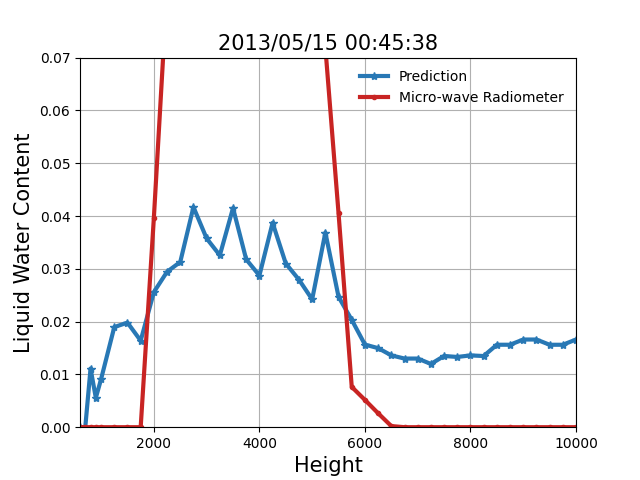 2013/05/15 00:45:38
Prediction
Micro-wave Radiometer
Liquid Water Content
0.07
0.06
0.05
0.04
0.03
0.02
0.01
0.00
2000 4000 6000 8000 10000
Height